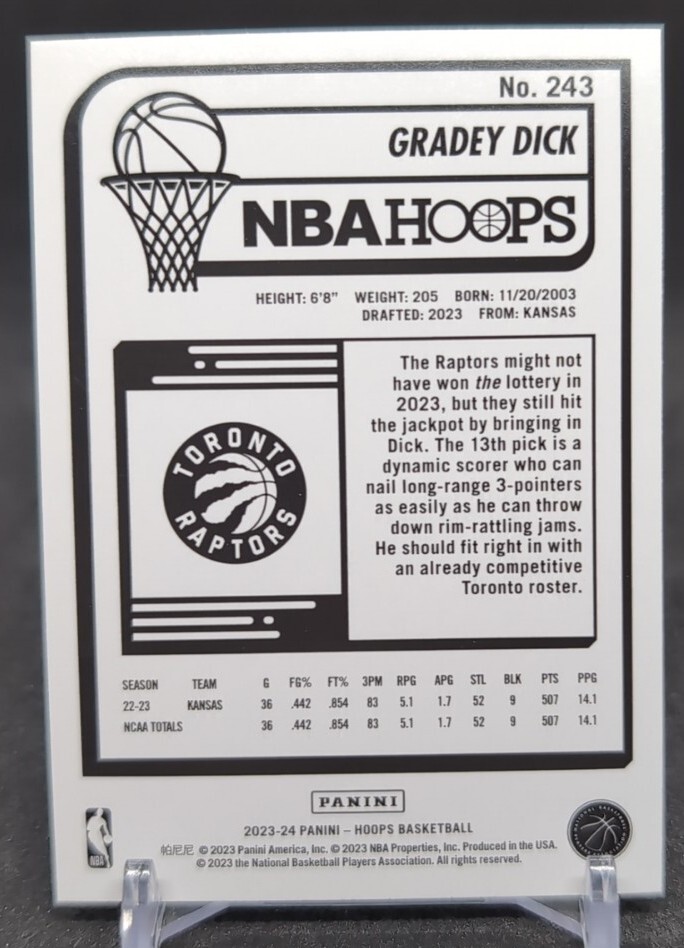 No. 243
GRADEY DICK
NBA HOOPS
HEIGHT: 6'8" WEIGHT: 205 BORN: 11/20/2003
DRAFTED: 2023 FROM: KANSAS
The Raptors might not
have won the lottery in
2023, but they still hit
the jackpot by bringing in
Dick. The 13th pick is a
dynamic scorer who can
nail long-range 3-pointers
as easily as he can throw
down rim-rattling jams.
He should fit right in with
an already competitive
Toronto roster.
TORONTO
RAPTORS
SEASON TEAM G FG% FT% 3PM RPG APG STL BLK PTS PPG
22-23 KANSAS 36 .442 .854 83 5.1 1.7 52 9 507 14.1
NCAA TOTALS 36 .442 .854 83 5.1 1.7 52 9 507 14.1
PANINI
2023-24 PANINI – HOOPS BASKETBALL
帕尼尼 © 2023 Panini America, Inc. © 2023 NBA Properties, Inc. Produced in the USA.
© 2023 the National Basketball Players Association. All rights reserved.
NBA